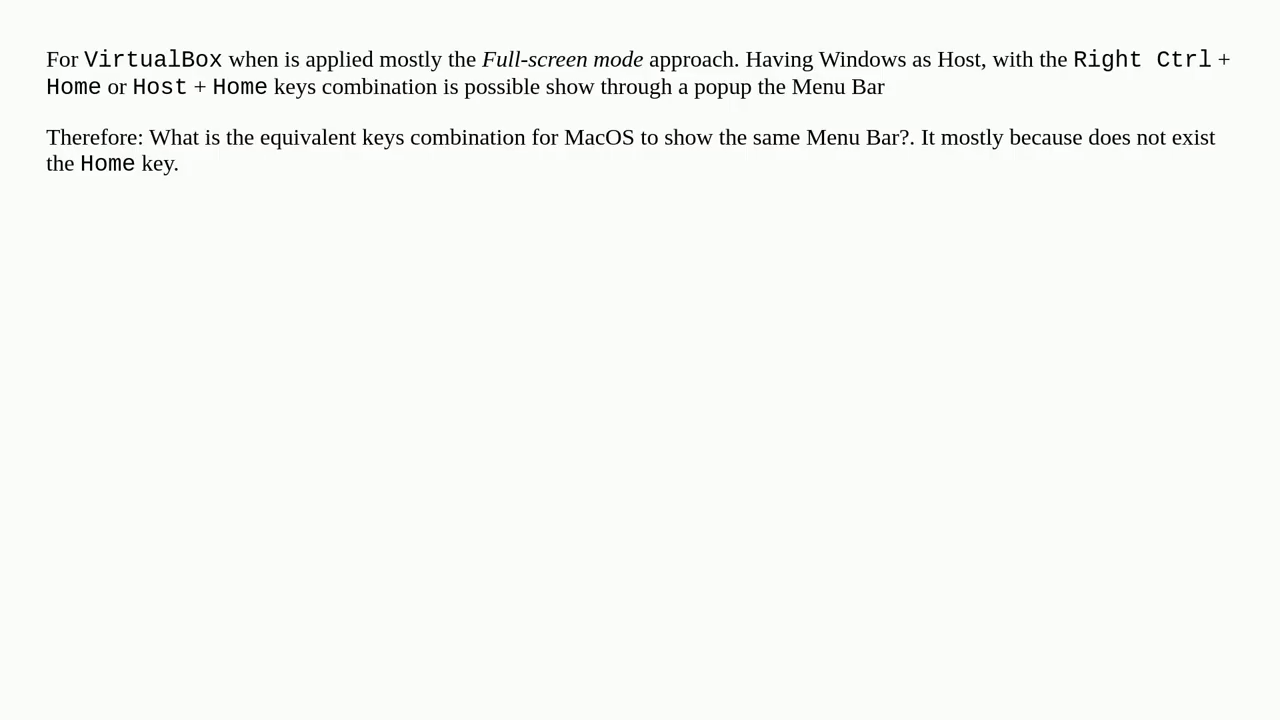 For VirtualBox when is applied mostly the Full-screen mode approach. Having Windows as Host, with the Right Ctrl +
Home or Host + Home keys combination is possible show through a popup the Menu Bar
Therefore: What is the equivalent keys combination for MacOS to show the same Menu Bar?. It mostly because does not exist
the Home key.